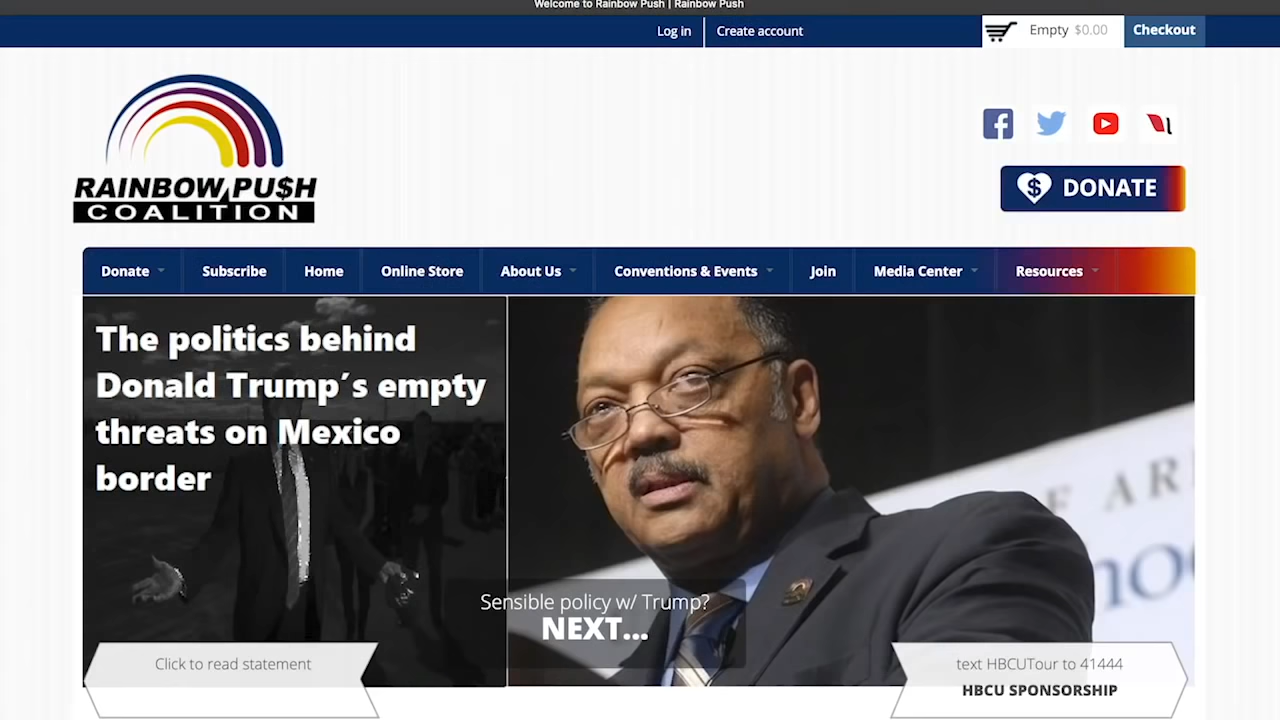 Welcome to Rainbow Push | Rainbow Push
Log in
Create account
Empty $0.00
Checkout
RAINBOW PU$H
COALITION
DONATE
Donate
Subscribe
Home
Online Store
About Us
Conventions & Events
Join
Media Center
Resources
The politics behind
Donald Trump´s empty
threats on Mexico
border
F AR
Sensible policy w/ Trump?
NEXT...
Click to read statement
text HBCUTour to 41444
HBCU SPONSORSHIP